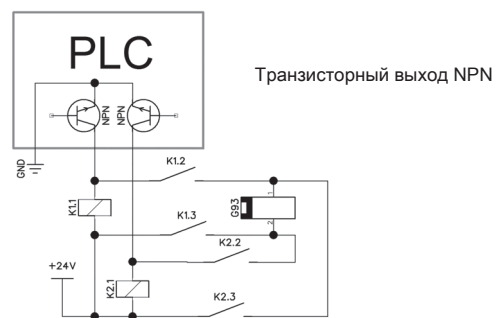 PLC
Транзисторный выход NPN
NPN
NPN
GND
K1.2
K1.1
G93
1
2
K1.3
K2.2
+24V
K2.1
K2.3